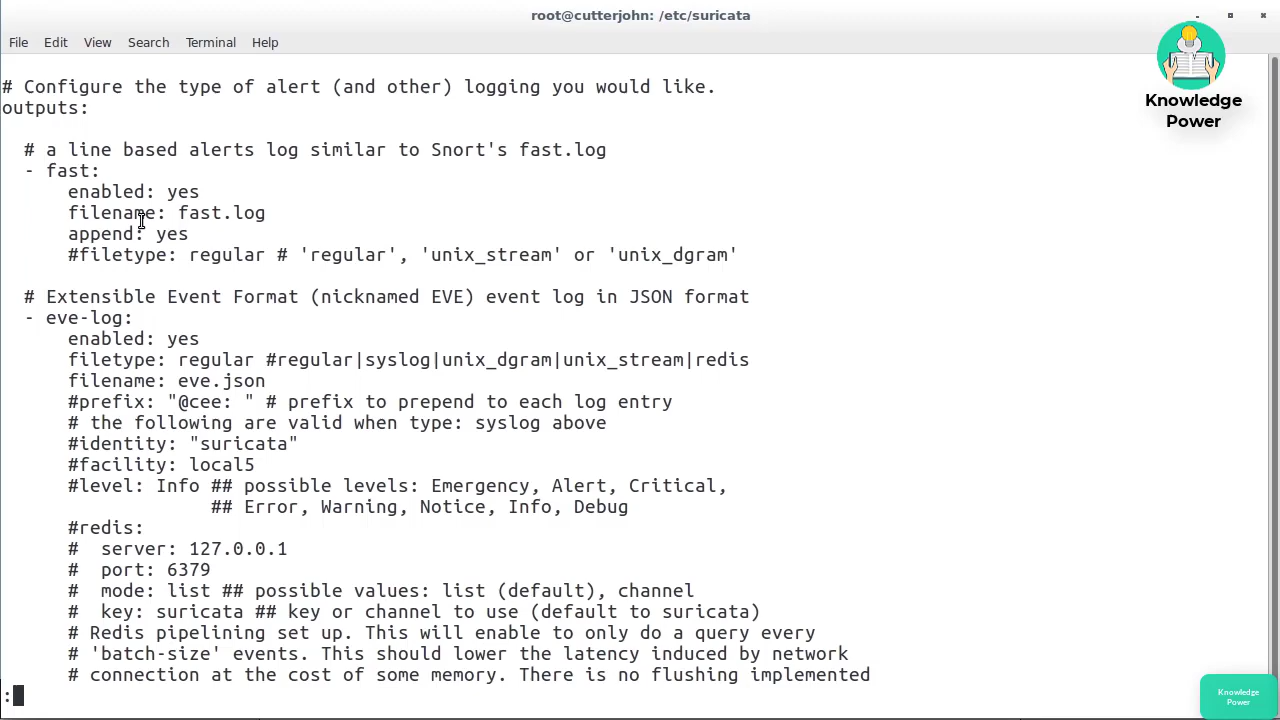 root@cutterjohn: /etc/suricata
File Edit View Search Terminal Help
Knowledge
Power
# Configure the type of alert (and other) logging you would like.
outputs:
  # a line based alerts log similar to Snort's fast.log
  - fast:
      enabled: yes
      filename: fast.log
      append: yes
      #filetype: regular # 'regular', 'unix_stream' or 'unix_dgram'
  # Extensible Event Format (nicknamed EVE) event log in JSON format
  - eve-log:
      enabled: yes
      filetype: regular #regular|syslog|unix_dgram|unix_stream|redis
      filename: eve.json
      #prefix: "@cee: " # prefix to prepend to each log entry
      # the following are valid when type: syslog above
      #identity: "suricata"
      #facility: local5
      #level: Info ## possible levels: Emergency, Alert, Critical,
                   ## Error, Warning, Notice, Info, Debug
      #redis:
      #  server: 127.0.0.1
      #  port: 6379
      #  mode: list ## possible values: list (default), channel
      #  key: suricata ## key or channel to use (default to suricata)
      # Redis pipelining set up. This will enable to only do a query every
      # 'batch-size' events. This should lower the latency induced by network
      # connection at the cost of some memory. There is no flushing implemented
:
Knowledge
Power